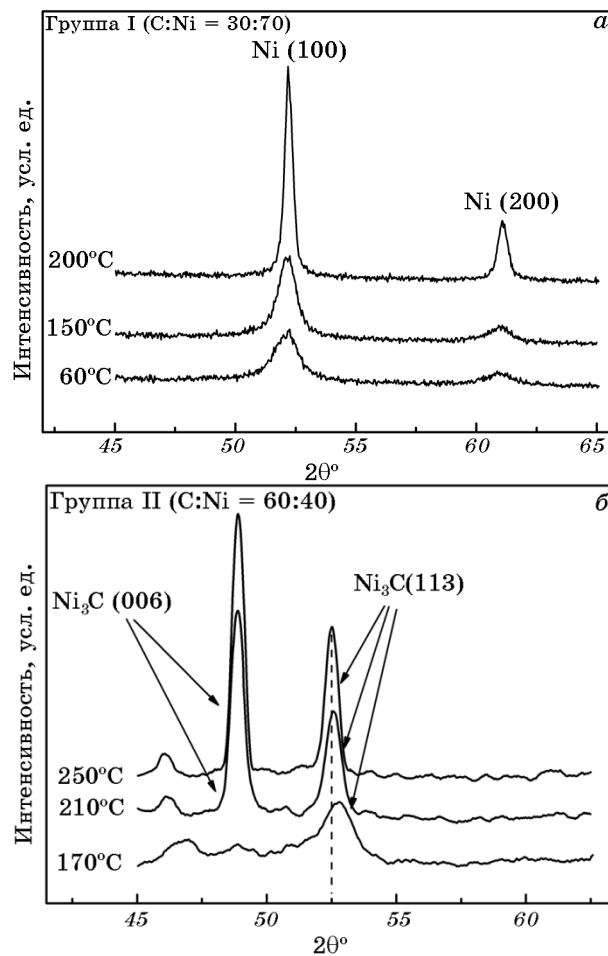 Группа I (C:Ni = 30:70)
а
Ni (100)
Ni (200)
200°C
150°C
60°C
Интенсивность, усл. ед.
45 50 55 60 65
2θ°
Группа II (C:Ni = 60:40)
б
Ni₃C (006)
Ni₃C(113)
250°C
210°C
170°C
Интенсивность, усл. ед.
45 50 55 60
2θ°